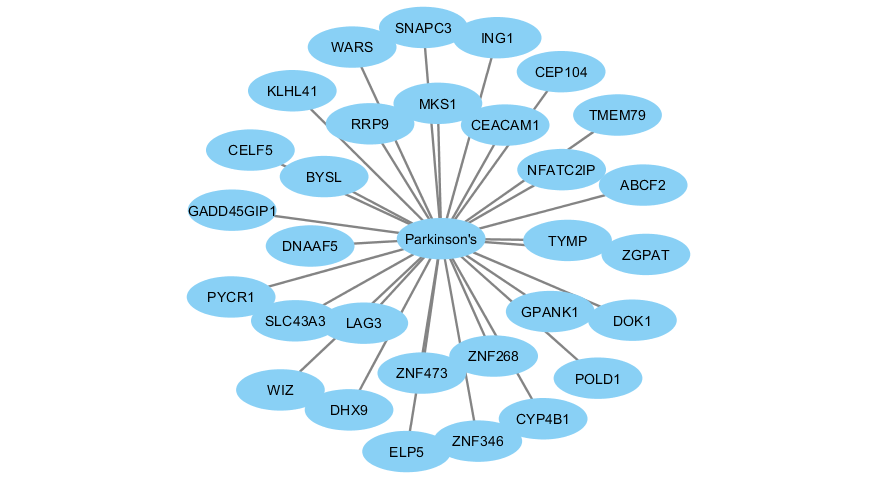 SNAPC3
WARS
ING1
CEP104
KLHL41
MKS1
RRP9
CEACAM1
TMEM79
CELF5
BYSL
NFATC2IP
ABCF2
GADD45GIP1
Parkinson's
DNAAF5
TYMP
ZGPAT
PYCR1
SLC43A3
LAG3
GPANK1
DOK1
ZNF268
ZNF473
POLD1
WIZ
DHX9
CYP4B1
ELP5
ZNF346